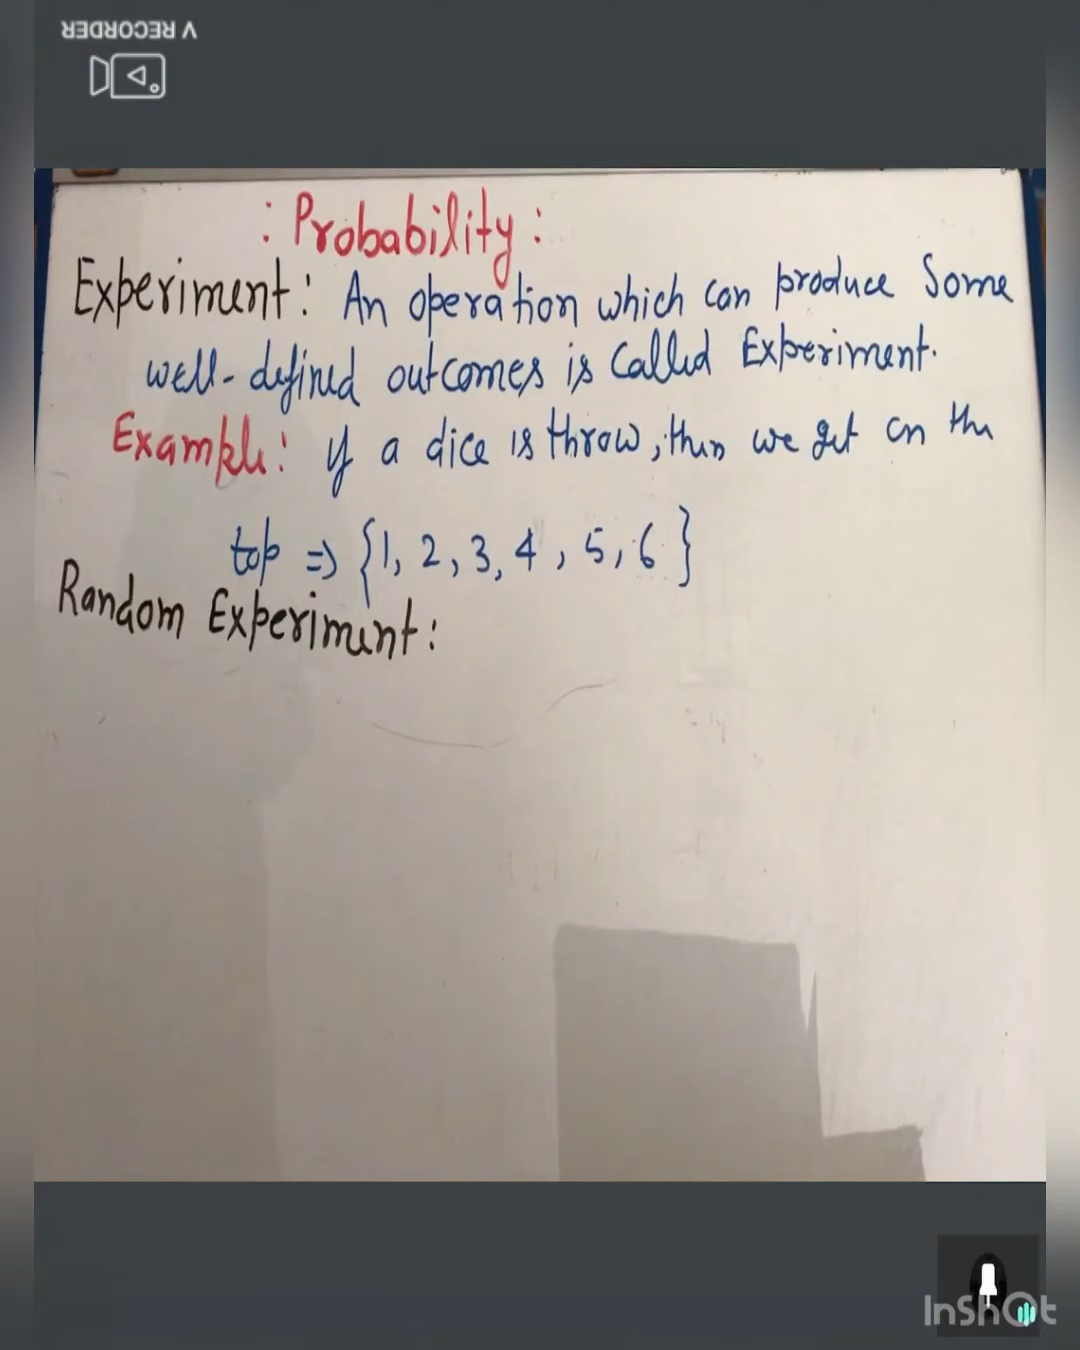 V RECORDER
: Probability :
Experiment: An operation which can produce Some
well-defined outcomes is Called Experiment.
Example: if a dice is throw, then we get on the
top => {1, 2, 3, 4, 5, 6}
Random Experiment:
InShOt